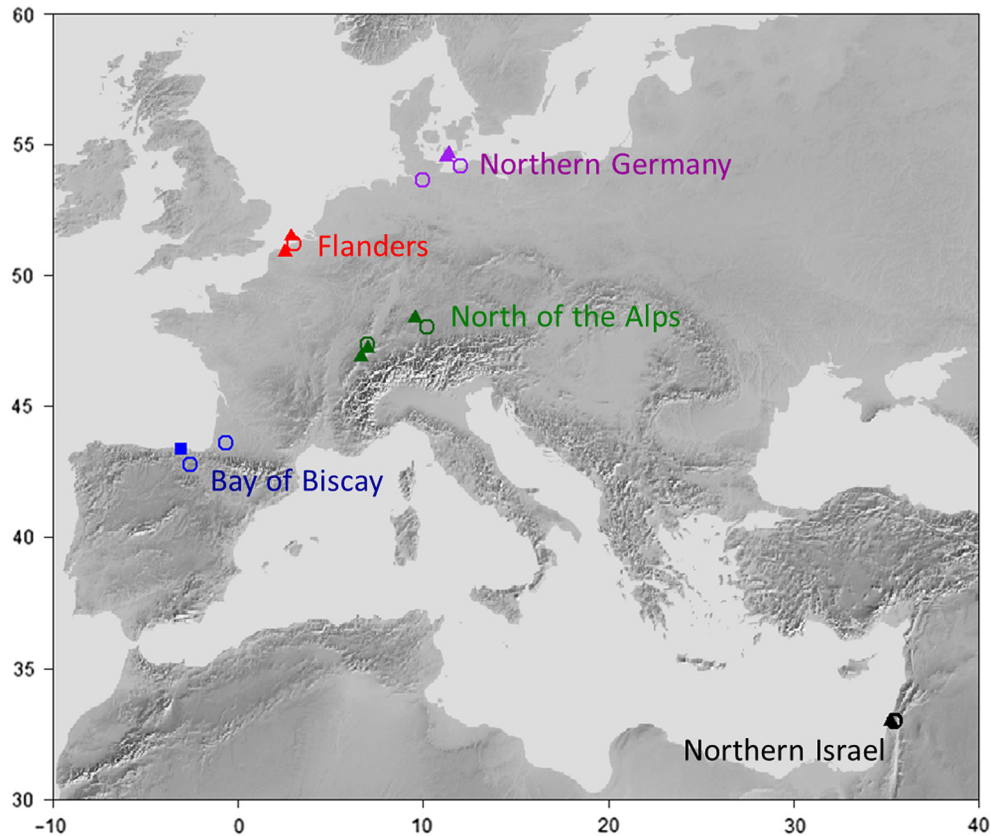 60
55
Northern Germany
Flanders
50
North of the Alps
45
Bay of Biscay
40
35
Northern Israel
30
−10 0 10 20 30 40